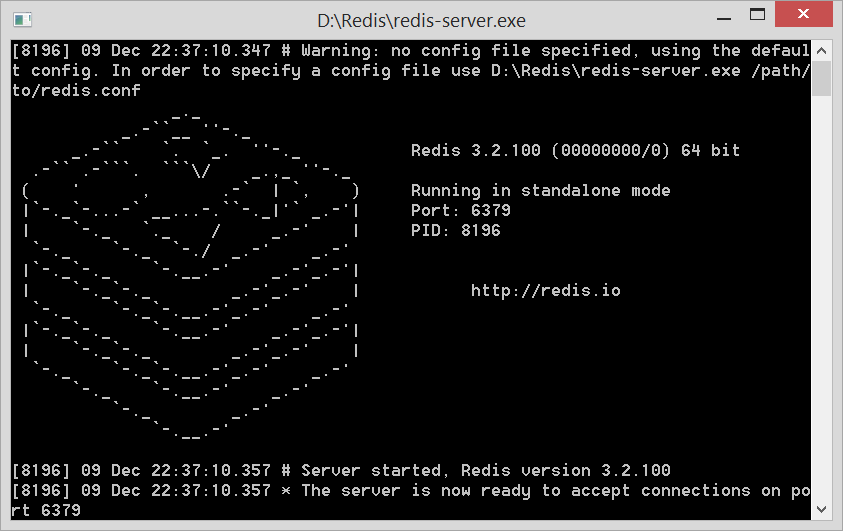 D:\Redis\redis-server.exe
[8196] 09 Dec 22:37:10.347 # Warning: no config file specified, using the defaul
t config. In order to specify a config file use D:\Redis\redis-server.exe /path/
to/redis.conf
Redis 3.2.100 (00000000/0) 64 bit
Running in standalone mode
Port: 6379
PID: 8196
http://redis.io
[8196] 09 Dec 22:37:10.357 # Server started, Redis version 3.2.100
[8196] 09 Dec 22:37:10.357 * The server is now ready to accept connections on po
rt 6379